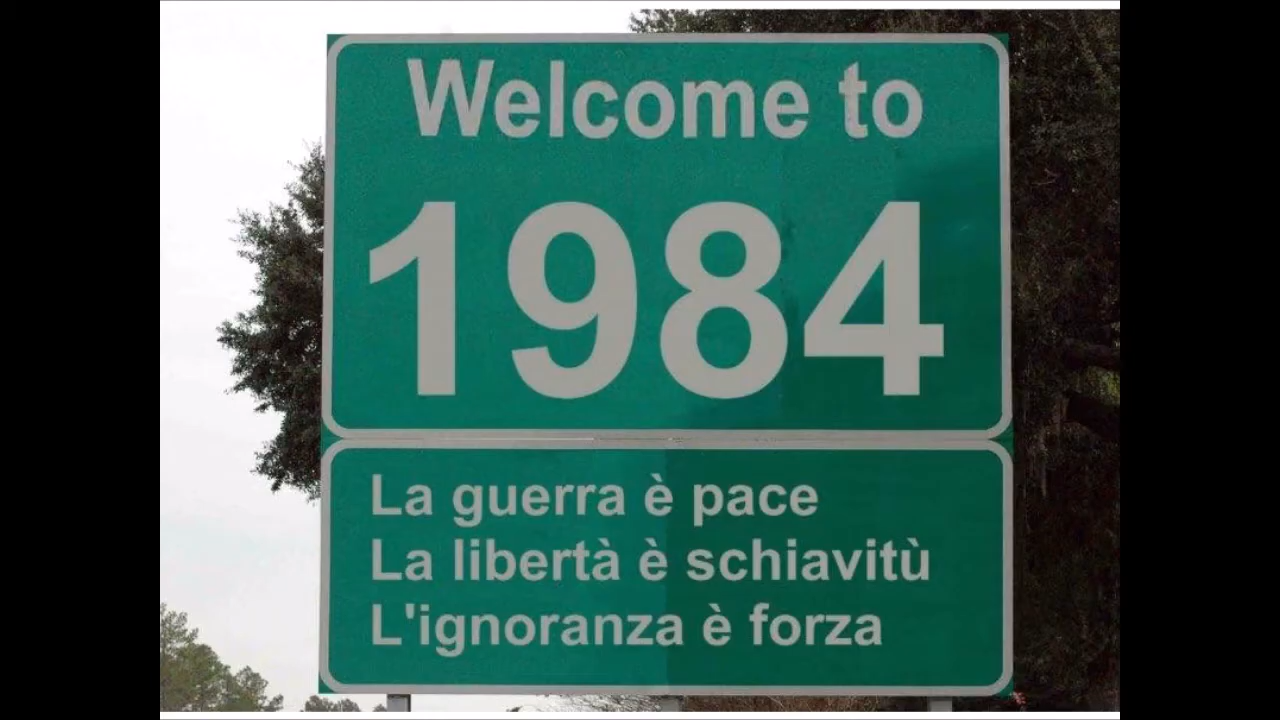 Welcome to
1984
La guerra è pace
La libertà è schiavitù
L'ignoranza è forza